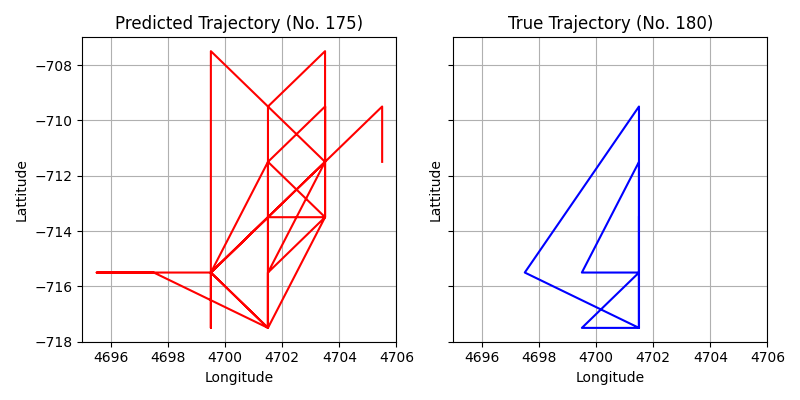 Predicted Trajectory (No. 175)
True Trajectory (No. 180)
−708
−710
−712
−714
−716
−718
Lattitude
Lattitude
4696 4698 4700 4702 4704 4706
4696 4698 4700 4702 4704 4706
Longitude
Longitude